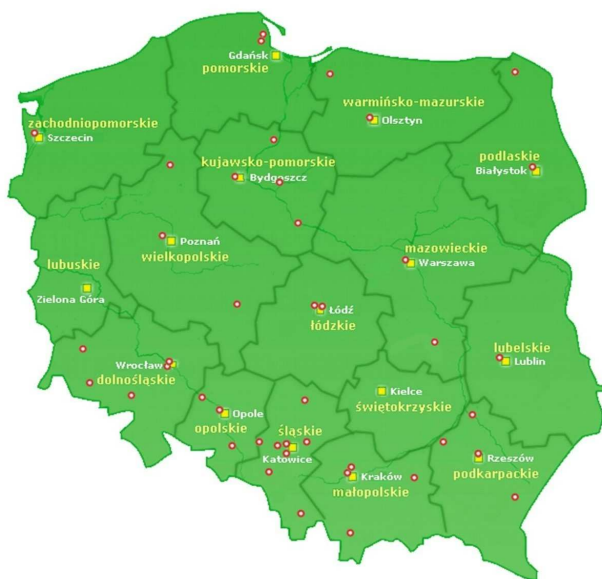 Gdańsk
pomorskie
warmińsko-mazurskie
Olsztyn
zachodniopomorskie
Szczecin
kujawsko-pomorskie
Bydgoszcz
podlaskie
Białystok
Poznań
wielkopolskie
mazowieckie
Warszawa
lubuskie
Zielona Góra
Łódź
łódzkie
Wrocław
dolnośląskie
lubelskie
Lublin
Kielce
świętokrzyskie
Opole
opolskie
śląskie
Katowice
Kraków
małopolskie
Rzeszów
podkarpackie